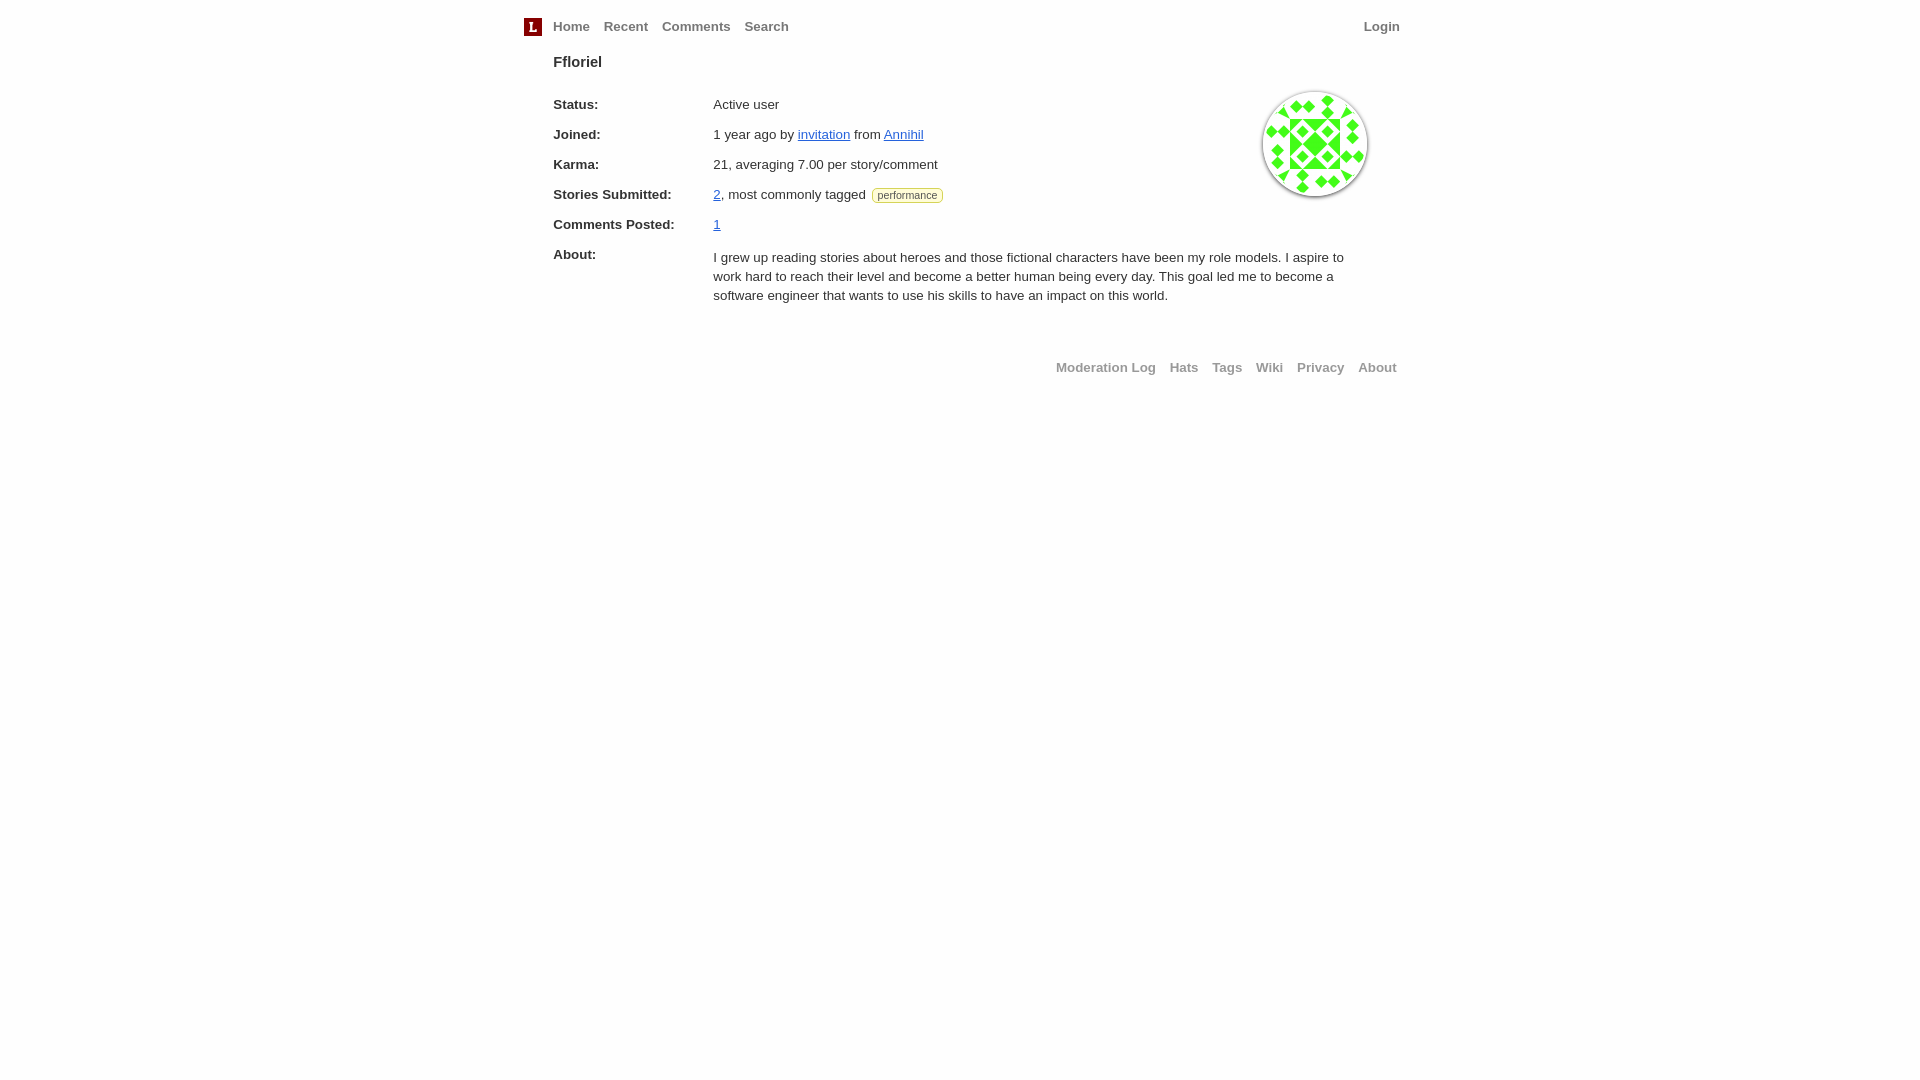 L Home Recent Comments Search Login
Ffloriel
Status: Active user
Joined: 1 year ago by invitation from Annihil
Karma: 21, averaging 7.00 per story/comment
Stories Submitted: 2, most commonly tagged performance
Comments Posted: 1
About: I grew up reading stories about heroes and those fictional characters have been my role models. I aspire to
work hard to reach their level and become a better human being every day. This goal led me to become a
software engineer that wants to use his skills to have an impact on this world.
Moderation Log Hats Tags Wiki Privacy About